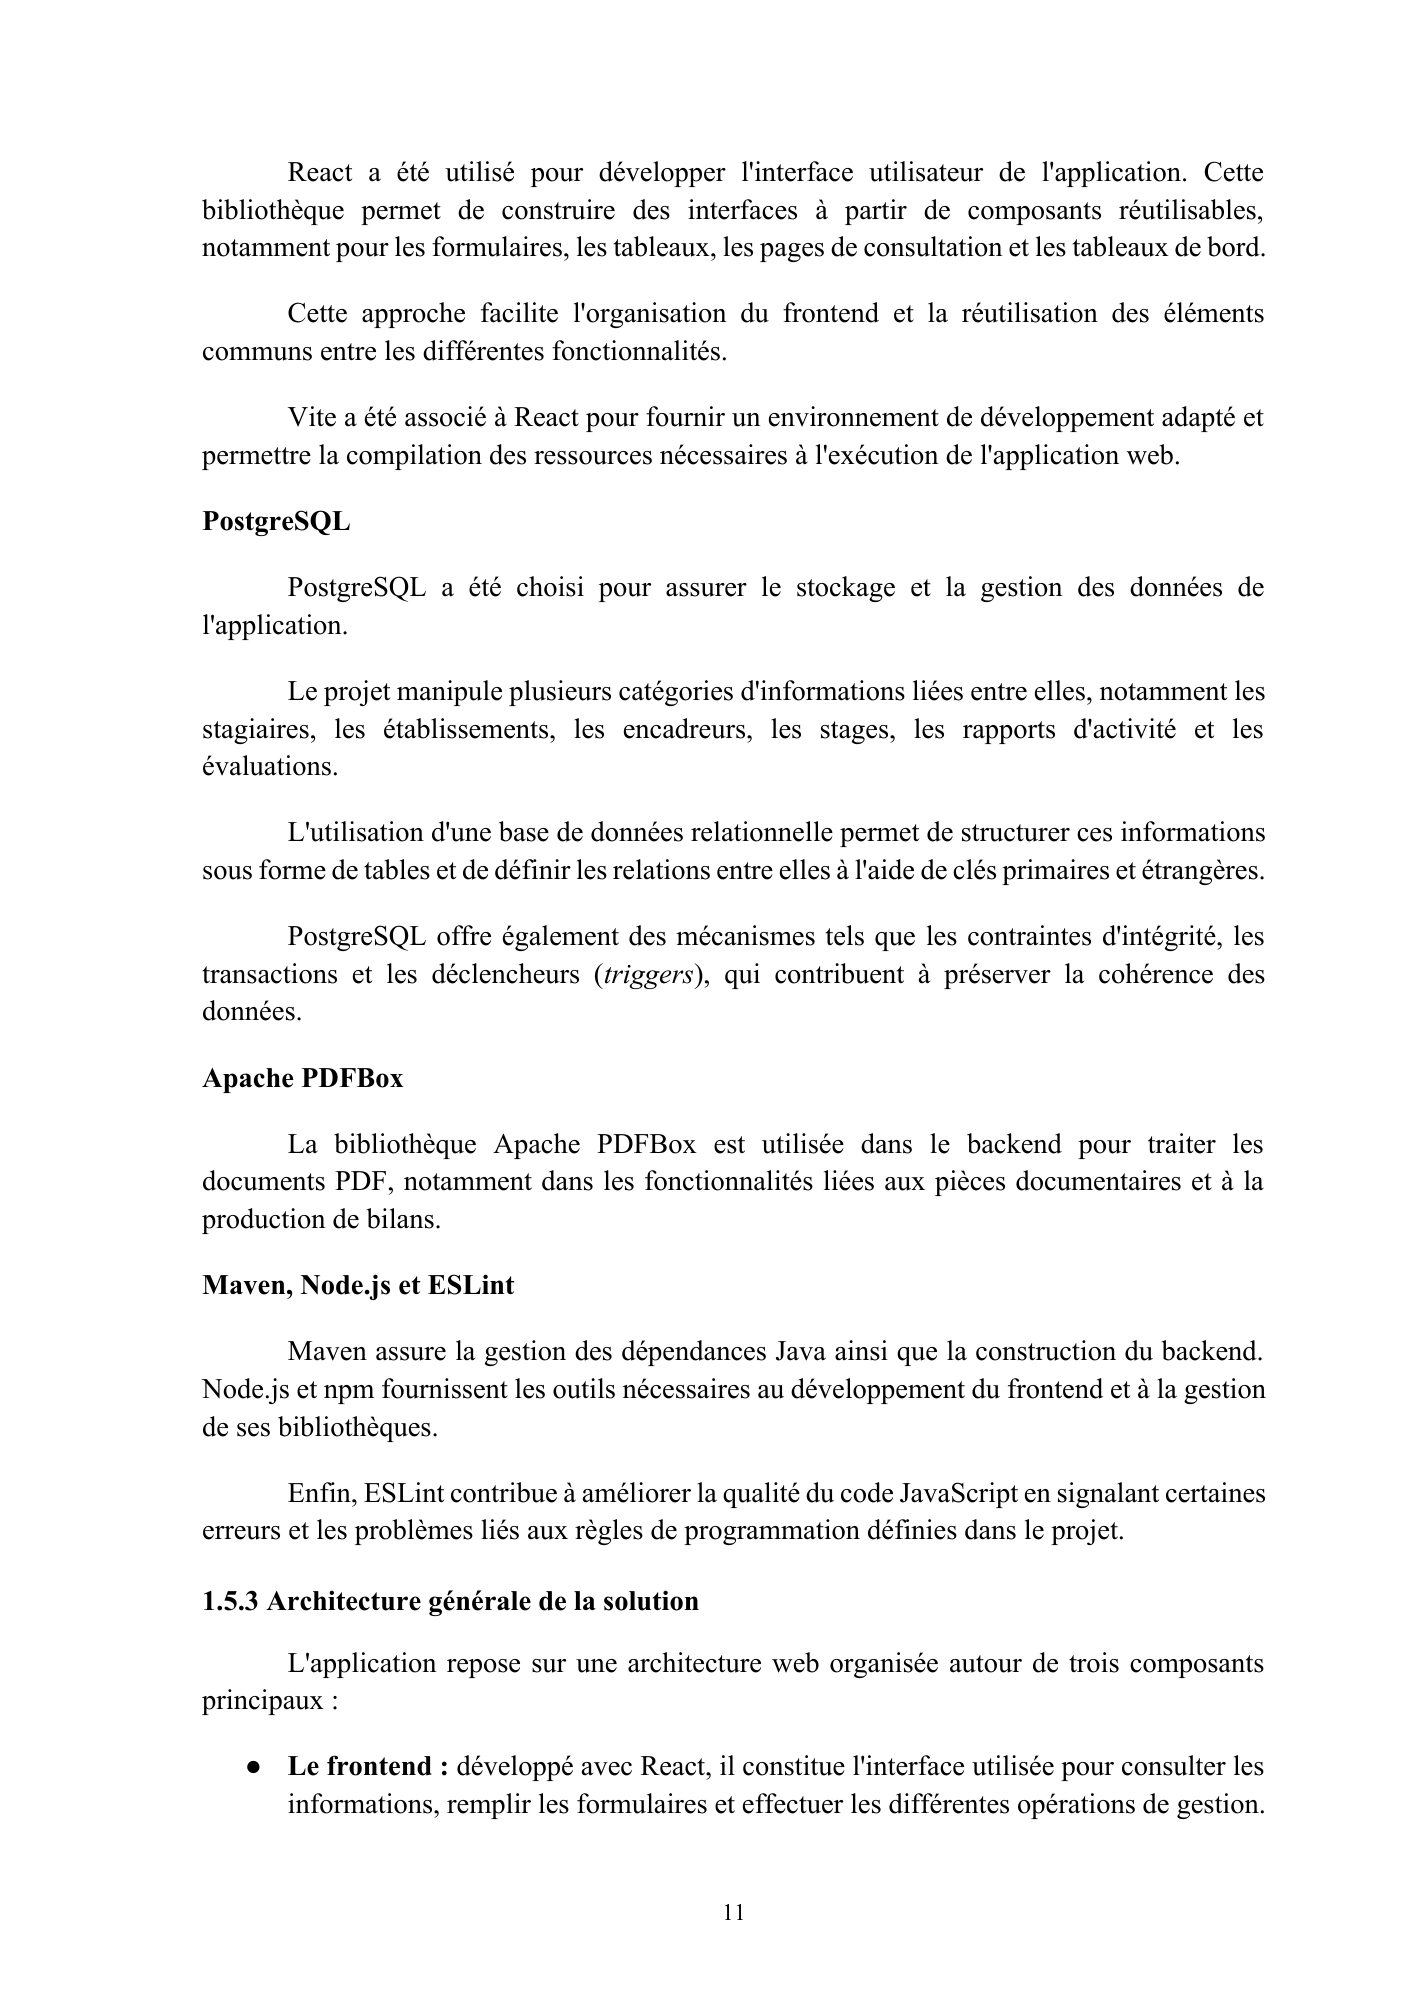 React a été utilisé pour développer l'interface utilisateur de l'application. Cette
bibliothèque permet de construire des interfaces à partir de composants réutilisables,
notamment pour les formulaires, les tableaux, les pages de consultation et les tableaux de bord.
Cette approche facilite l'organisation du frontend et la réutilisation des éléments
communs entre les différentes fonctionnalités.
Vite a été associé à React pour fournir un environnement de développement adapté et
permettre la compilation des ressources nécessaires à l'exécution de l'application web.
PostgreSQL
PostgreSQL a été choisi pour assurer le stockage et la gestion des données de
l'application.
Le projet manipule plusieurs catégories d'informations liées entre elles, notamment les
stagiaires, les établissements, les encadreurs, les stages, les rapports d'activité et les
évaluations.
L'utilisation d'une base de données relationnelle permet de structurer ces informations
sous forme de tables et de définir les relations entre elles à l'aide de clés primaires et étrangères.
PostgreSQL offre également des mécanismes tels que les contraintes d'intégrité, les
transactions et les déclencheurs (triggers), qui contribuent à préserver la cohérence des
données.
Apache PDFBox
La bibliothèque Apache PDFBox est utilisée dans le backend pour traiter les
documents PDF, notamment dans les fonctionnalités liées aux pièces documentaires et à la
production de bilans.
Maven, Node.js et ESLint
Maven assure la gestion des dépendances Java ainsi que la construction du backend.
Node.js et npm fournissent les outils nécessaires au développement du frontend et à la gestion
de ses bibliothèques.
Enfin, ESLint contribue à améliorer la qualité du code JavaScript en signalant certaines
erreurs et les problèmes liés aux règles de programmation définies dans le projet.
1.5.3 Architecture générale de la solution
L'application repose sur une architecture web organisée autour de trois composants
principaux :
● Le frontend : développé avec React, il constitue l'interface utilisée pour consulter les
informations, remplir les formulaires et effectuer les différentes opérations de gestion.
11